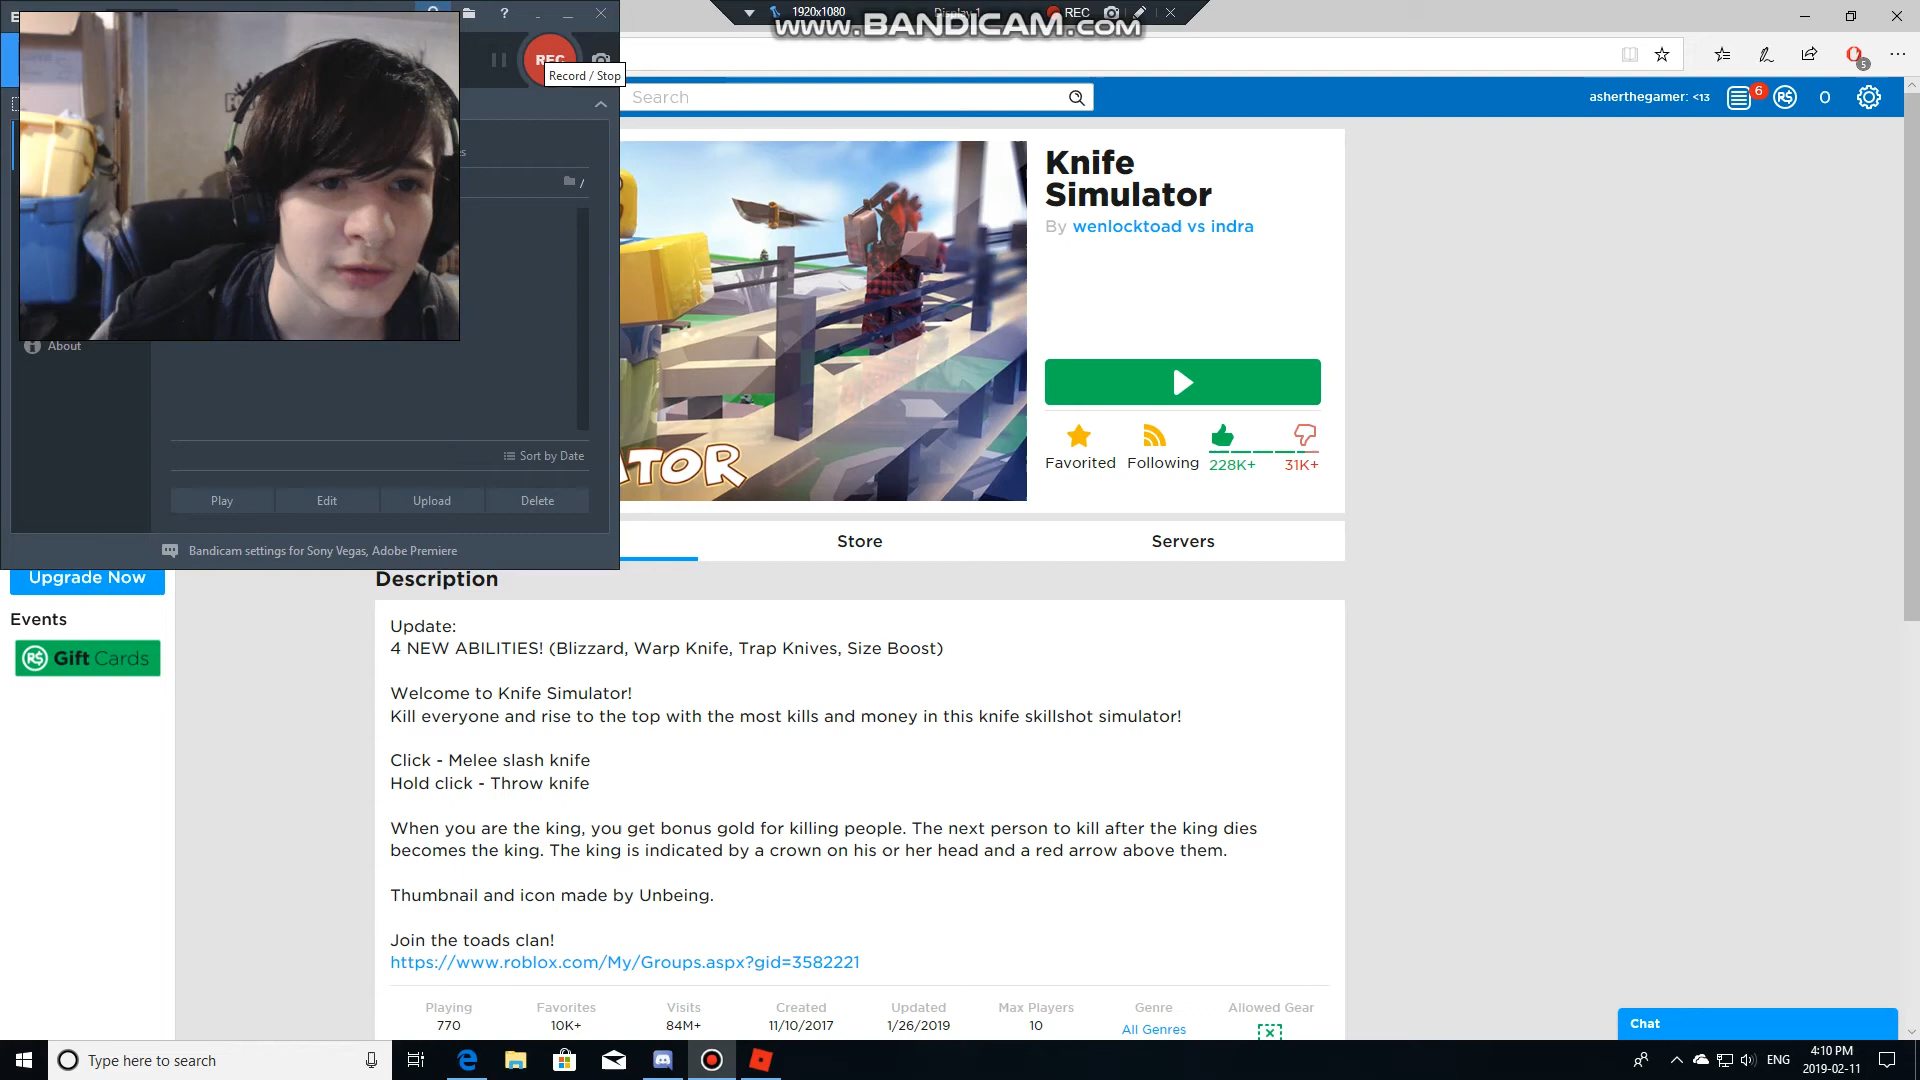 1920x1080
REC
www.BANDICAM.com
?
REC
Record / Stop
Search
asherthegamer: <13
6
0
5
Knife
Simulator
By wenlocktoad vs indra
About
Favorited
Following
228K+
31K+
ATOR
Sort by Date
Play
Edit
Upload
Delete
Bandicam settings for Sony Vegas, Adobe Premiere
Store
Servers
Upgrade Now
Events
R$ Gift Cards
Description
Update:
4 NEW ABILITIES! (Blizzard, Warp Knife, Trap Knives, Size Boost)
Welcome to Knife Simulator!
Kill everyone and rise to the top with the most kills and money in this knife skillshot simulator!
Click - Melee slash knife
Hold click - Throw knife
When you are the king, you get bonus gold for killing people. The next person to kill after the king dies
becomes the king. The king is indicated by a crown on his or her head and a red arrow above them.
Thumbnail and icon made by Unbeing.
Join the toads clan!
https://www.roblox.com/My/Groups.aspx?gid=3582221
Playing Favorites Visits Created Updated Max Players Genre Allowed Gear
770 10K+ 84M+ 11/10/2017 1/26/2019 10 All Genres
Chat
Type here to search
ENG
4:10 PM
2019-02-11